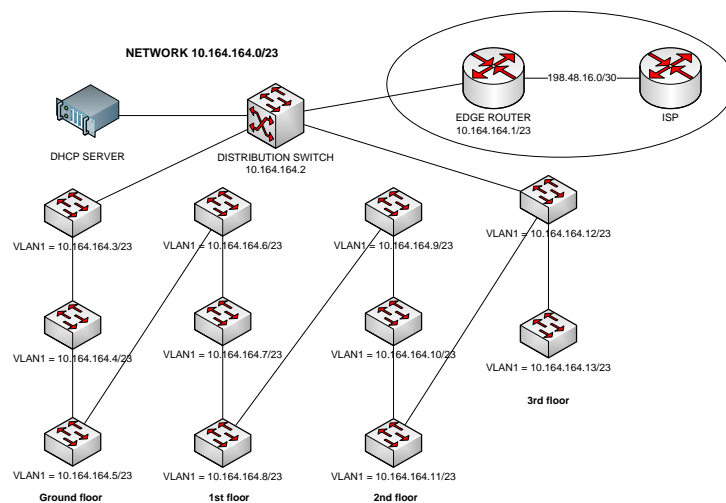 NETWORK 10.164.164.0/23
198.48.16.0/30
EDGE ROUTER
10.164.164.1/23
ISP
DHCP SERVER
DISTRIBUTION SWITCH
10.164.164.2
VLAN1 = 10.164.164.3/23
VLAN1 = 10.164.164.6/23
VLAN1 = 10.164.164.9/23
VLAN1 = 10.164.164.12/23
VLAN1 = 10.164.164.4/23
VLAN1 = 10.164.164.7/23
VLAN1 = 10.164.164.10/23
VLAN1 = 10.164.164.13/23
3rd floor
VLAN1 = 10.164.164.5/23
VLAN1 = 10.164.164.8/23
VLAN1 = 10.164.164.11/23
Ground floor
1st floor
2nd floor